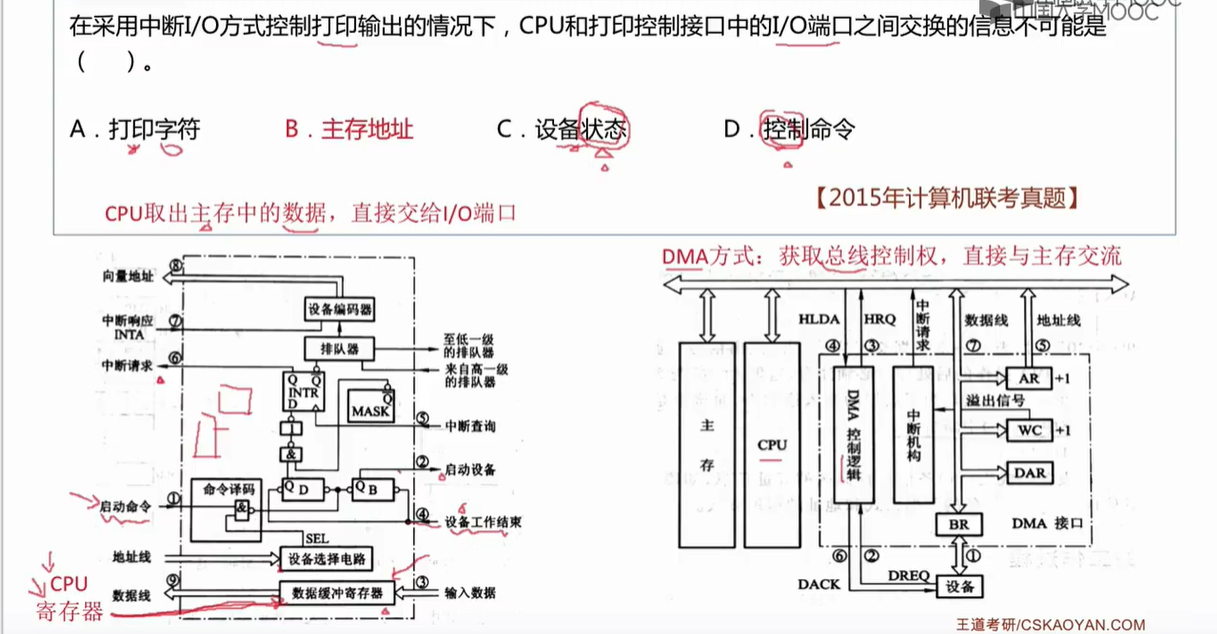 中国大学MOOC
在采用中断I/O方式控制打印输出的情况下，CPU和打印控制接口中的I/O端口之间交换的信息不可能是
（　）。
A．打印字符 B．主存地址 C．设备状态 D．控制命令
【2015年计算机联考真题】
CPU取出主存中的数据，直接交给I/O端口
DMA方式：获取总线控制权，直接与主存交流
向量地址
⑧
设备编码器
中断响应
INTA
⑦
排队器
至低一级
的排队器
来自高一级
的排队器
中断请求
⑥
Q Q
INTR
D
Q
MASK
⑤
中断查询
1
&
②
启动设备
命令译码
&
Q D
Q B
启动命令
①
④
设备工作结束
SEL
地址线
设备选择电路
CPU
寄存器
数据线
⑨
数据缓冲寄存器
③
输入数据
HLDA
HRQ
中断请求
数据线
地址线
④
③
⑦
⑤
主存
CPU
DMA控制逻辑
中断机构
AR
+1
溢出信号
WC
+1
DAR
BR
DMA 接口
⑥
②
①
DACK
DREQ
设备
王道考研/CSKAOYAN.COM